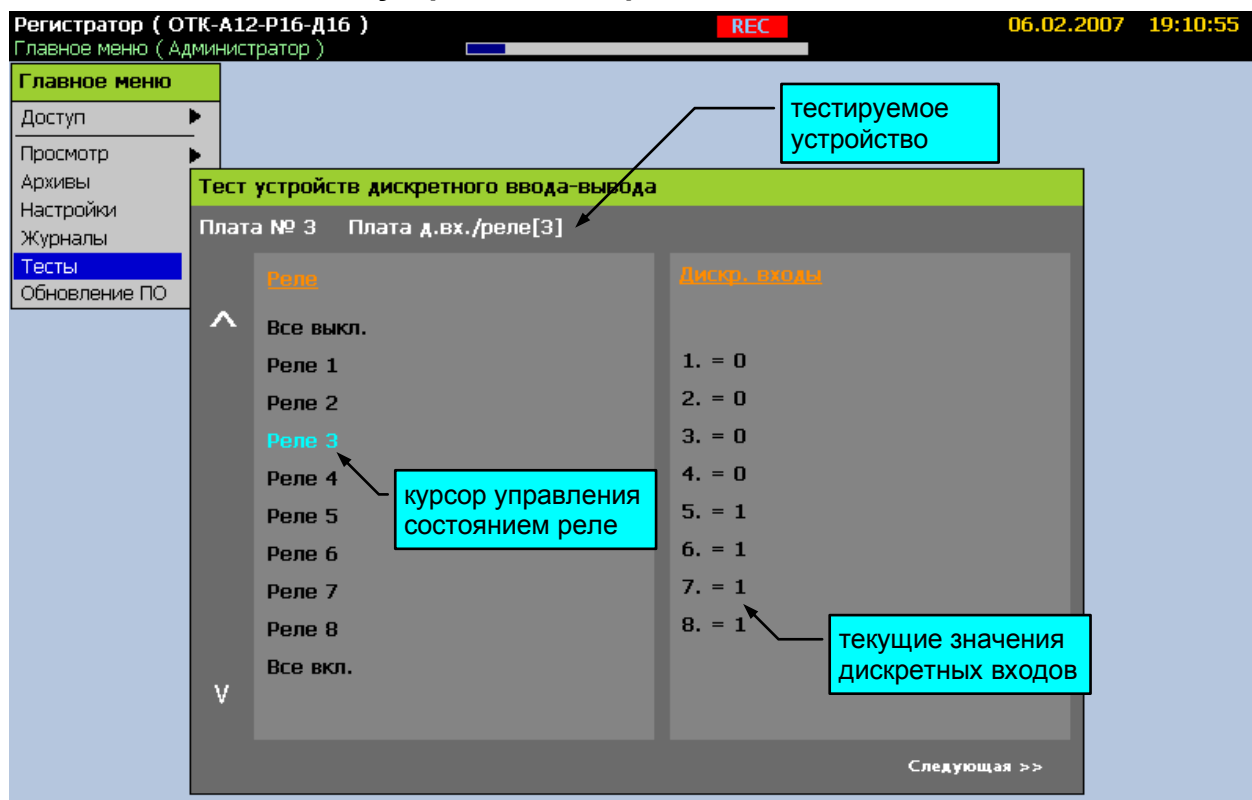 Регистратор ( ОТК-А12-Р16-Д16 )
REC
06.02.2007 19:10:55
Главное меню ( Администратор )
Главное меню
Доступ
Просмотр
Архивы
Настройки
Журналы
Тесты
Обновление ПО
тестируемое
устройство
Тест устройств дискретного ввода-вывода
Плата № 3 Плата д.вх./реле[3]
Реле
Все выкл.
Реле 1
Реле 2
Реле 3
Реле 4
Реле 5
Реле 6
Реле 7
Реле 8
Все вкл.
курсор управления
состоянием реле
Дискр. входы
1. = 0
2. = 0
3. = 0
4. = 0
5. = 1
6. = 1
7. = 1
8. = 1
текущие значения
дискретных входов
Следующая >>